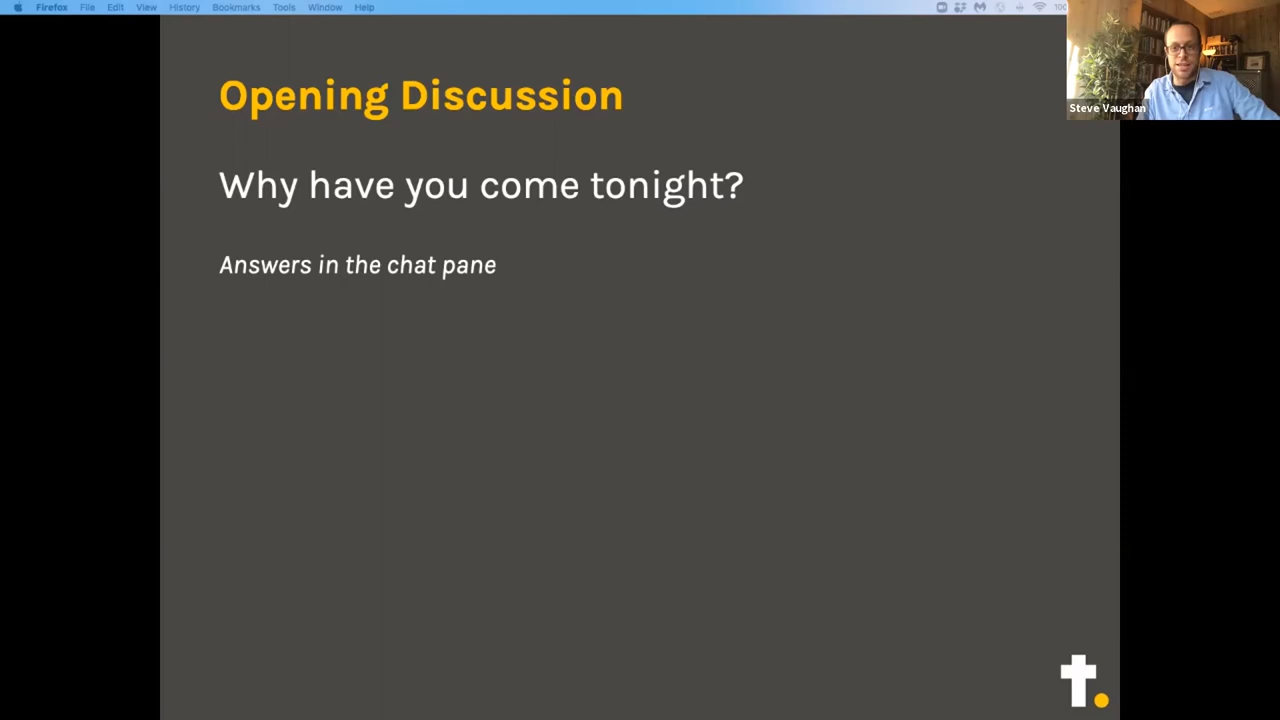 Firefox File Edit View History Bookmarks Tools Window Help
Steve Vaughan
Opening Discussion
Why have you come tonight?
Answers in the chat pane
t.